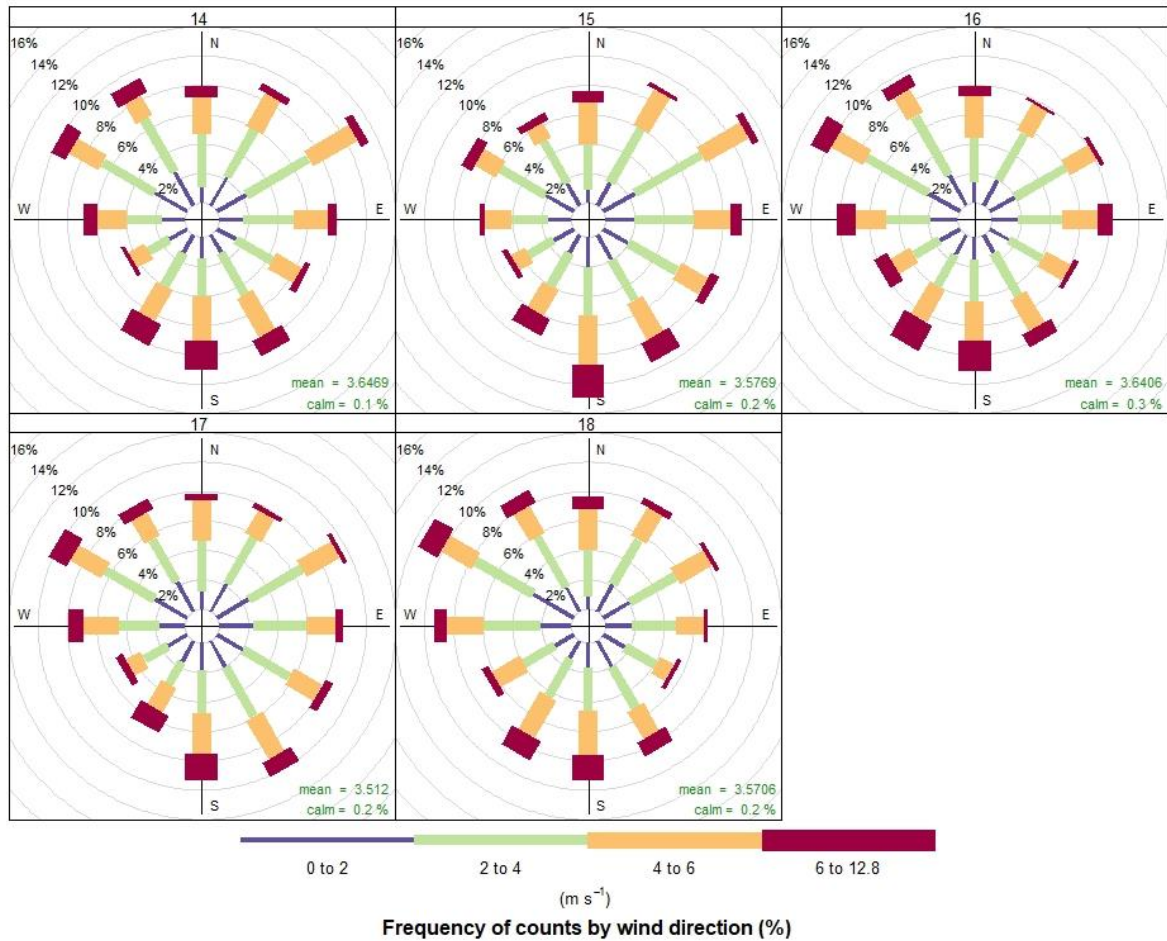 14
16%
14%
12%
10%
8%
6%
4%
2%
N
W
E
S
mean = 3.6469
calm = 0.1 %
15
16%
14%
12%
10%
8%
6%
4%
2%
N
W
E
S
mean = 3.5769
calm = 0.2 %
16
16%
14%
12%
10%
8%
6%
4%
2%
N
W
E
S
mean = 3.6406
calm = 0.3 %
17
16%
14%
12%
10%
8%
6%
4%
2%
N
W
E
S
mean = 3.512
calm = 0.2 %
18
16%
14%
12%
10%
8%
6%
4%
2%
N
W
E
S
mean = 3.5706
calm = 0.2 %
0 to 2 2 to 4 4 to 6 6 to 12.8
(m s⁻¹)
Frequency of counts by wind direction (%)